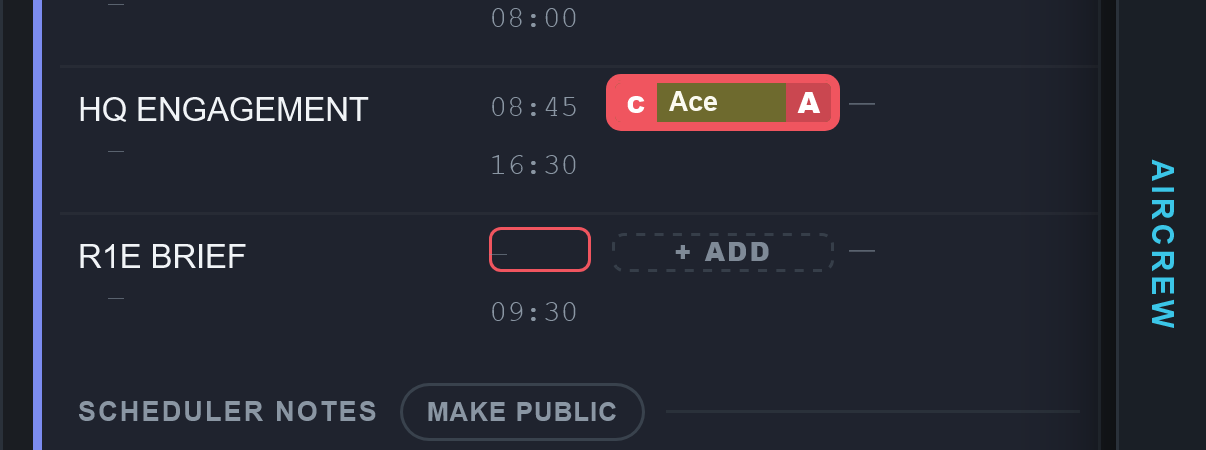 —
08:00
HQ ENGAGEMENT 08:45 c Ace A —
—
16:30
R1E BRIEF — + ADD —
—
09:30
SCHEDULER NOTES MAKE PUBLIC
AIRCREW